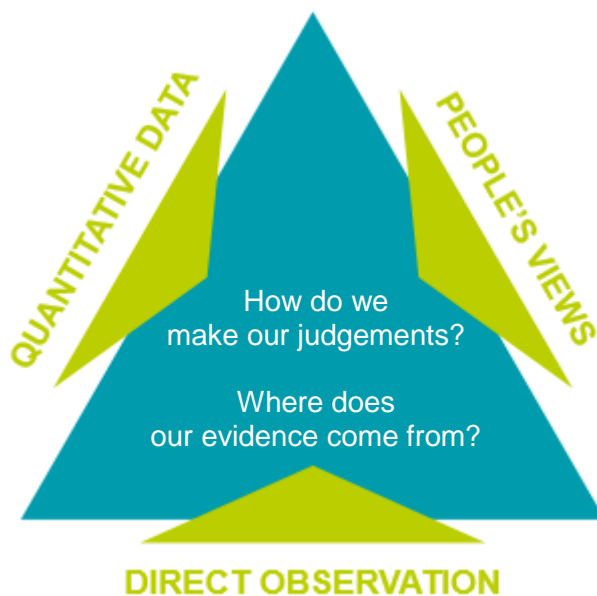 QUANTITATIVE DATA
PEOPLE'S VIEWS
How do we
make our judgements?
Where does
our evidence come from?
DIRECT OBSERVATION